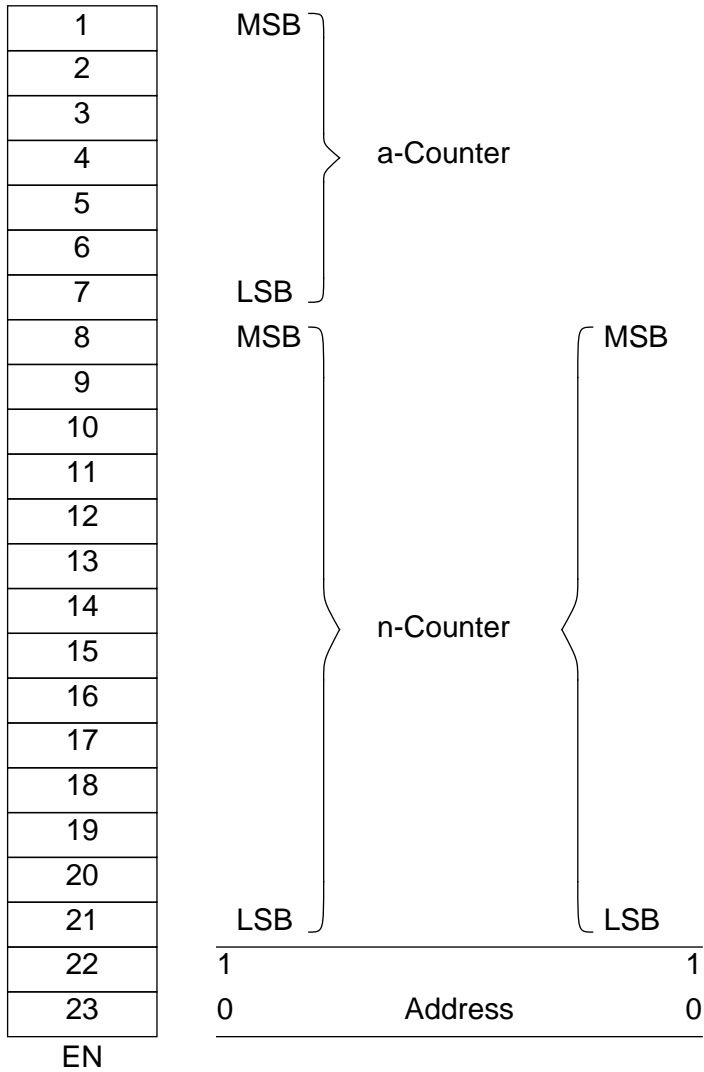 1 MSB
2
3
4 a-Counter
5
6
7 LSB
8 MSB MSB
9
10
11
12
13
14 n-Counter
15
16
17
18
19
20
21 LSB LSB
22 1 1
23 0 Address 0
EN